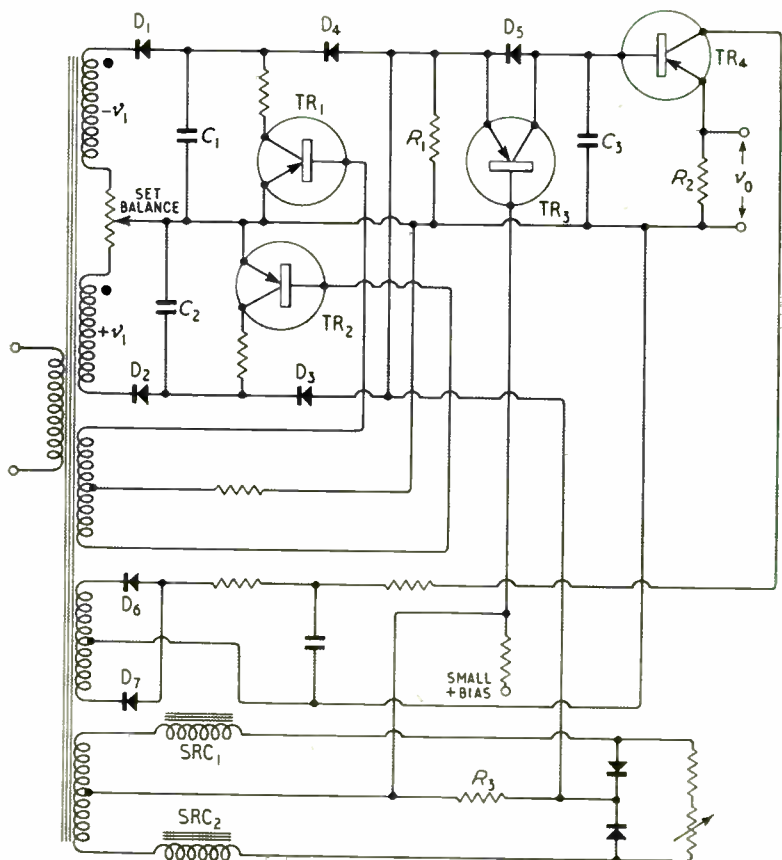 D₁
D₄
D₅
TR₄
−v₁
C₁
TR₁
R₁
C₃
R₂
v₀
SET
BALANCE
TR₃
+v₁
C₂
TR₂
D₂
D₃
D₆
D₇
SMALL
+BIAS
SRC₁
R₃
SRC₂